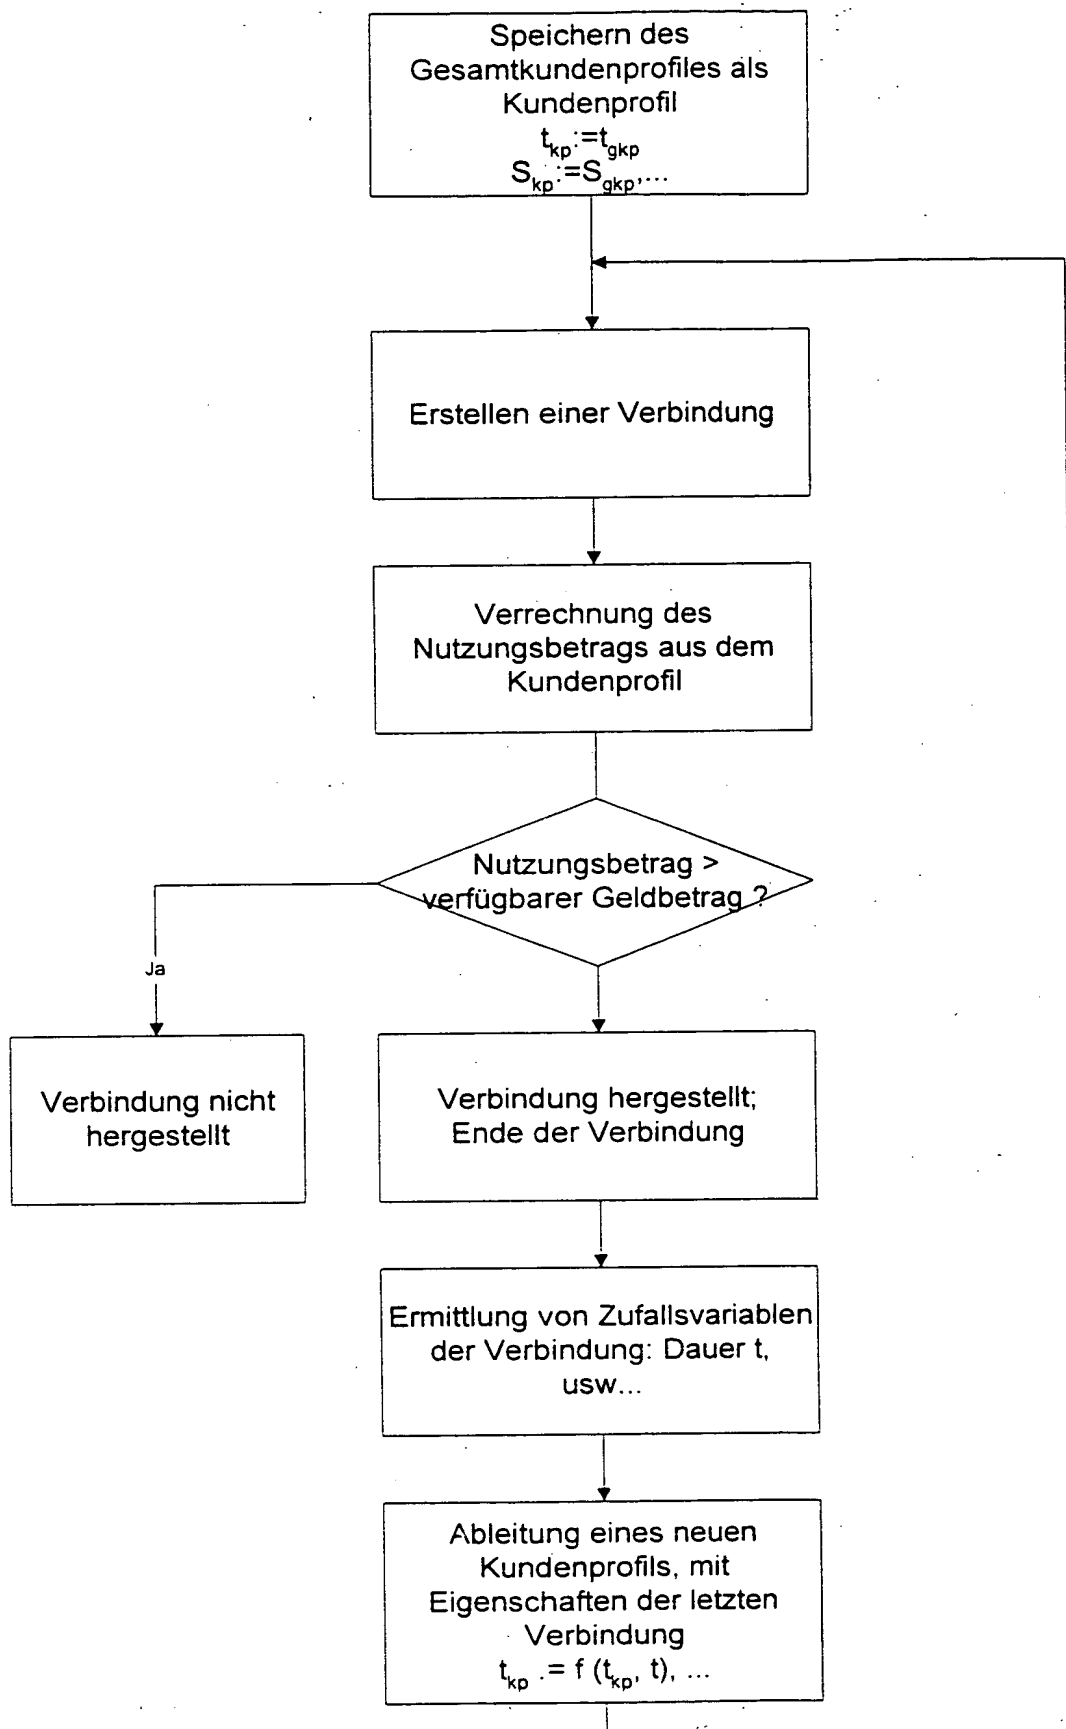 Speichern des
Gesamtkundenprofiles als
Kundenprofil
t_kp:=t_gkp
S_kp:=S_gkp,...
Erstellen einer Verbindung
Verrechnung des
Nutzungsbetrags aus dem
Kundenprofil
Nutzungsbetrag >
verfügbarer Geldbetrag ?
Ja
Verbindung nicht
hergestellt
Verbindung hergestellt;
Ende der Verbindung
Ermittlung von Zufallsvariablen
der Verbindung: Dauer t,
usw...
Ableitung eines neuen
Kundenprofils, mit
Eigenschaften der letzten
Verbindung
t_kp .= f (t_kp, t), ...